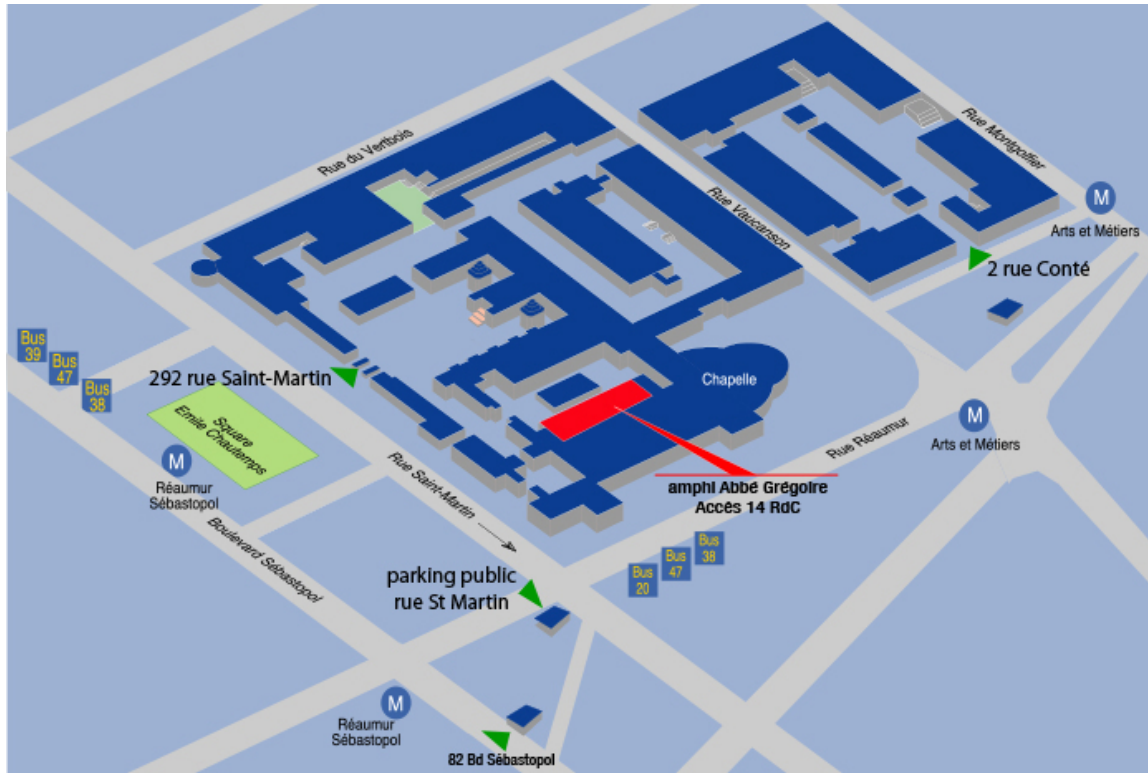 Rue du Vertbois
Rue Montgolfier
Rue Vaucanson
M
Arts et Métiers
2 rue Conté
Bus
39
Bus
47
Bus
38
292 rue Saint-Martin
Square
Emile Chautemps
M
Réaumur
Sébastopol
Chapelle
Rue Réaumur
M
Arts et Métiers
amphi Abbé Grégoire
Accès 14 RdC
Rue Saint-Martin
Boulevard Sébastopol
Bus
38
Bus
47
Bus
20
parking public
rue St Martin
M
Réaumur
Sébastopol
82 Bd Sébastopol